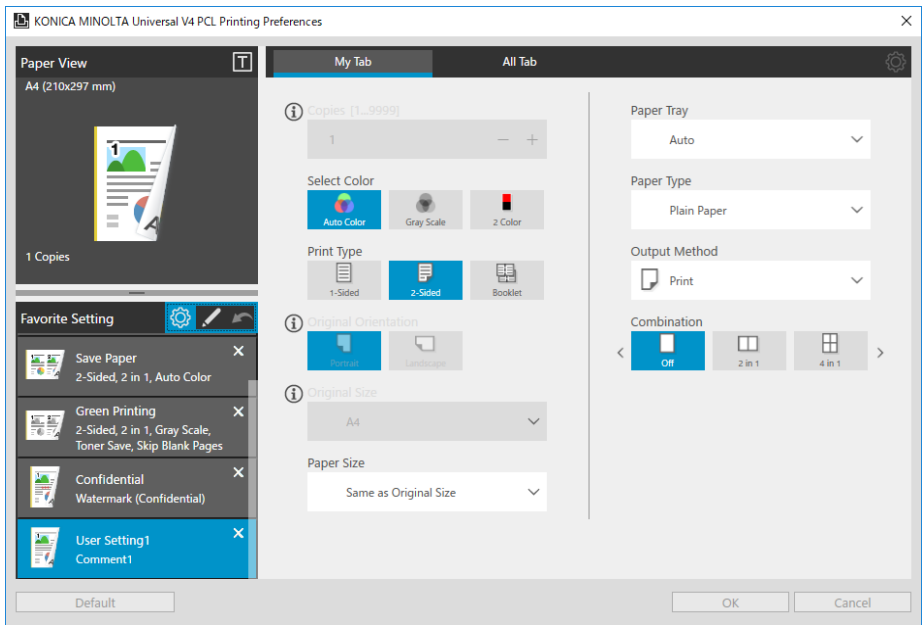 KONICA MINOLTA Universal V4 PCL Printing Preferences
Paper View
T
A4 (210x297 mm)
1
A
1 Copies
Favorite Setting
Save Paper
2-Sided, 2 in 1, Auto Color
Green Printing
2-Sided, 2 in 1, Gray Scale,
Toner Save, Skip Blank Pages
Confidential
Watermark (Confidential)
User Setting1
Comment1
My Tab
All Tab
Copies [1...9999]
1
Select Color
Auto Color
Gray Scale
2 Color
Print Type
1-Sided
2-Sided
Booklet
Original Orientation
Portrait
Landscape
Original Size
A4
Paper Size
Same as Original Size
Paper Tray
Auto
Paper Type
Plain Paper
Output Method
Print
Combination
Off
2 in 1
4 in 1
Default
OK
Cancel